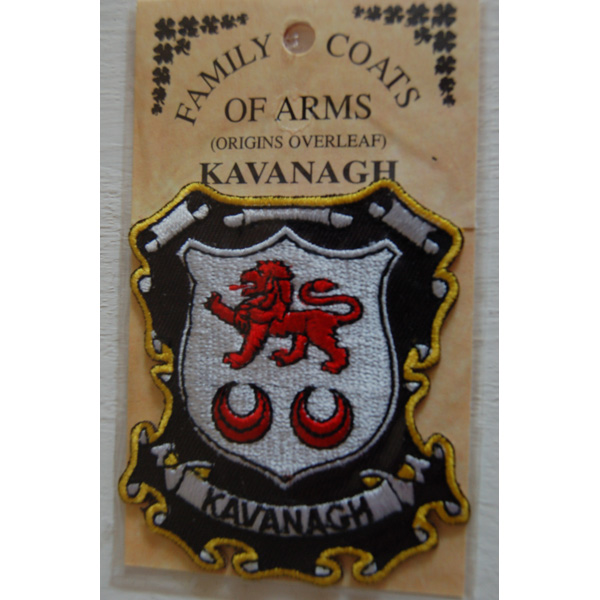 FAMILY COATS
OF ARMS
(ORIGINS OVERLEAF)
KAVANAGH
KAVANAGH